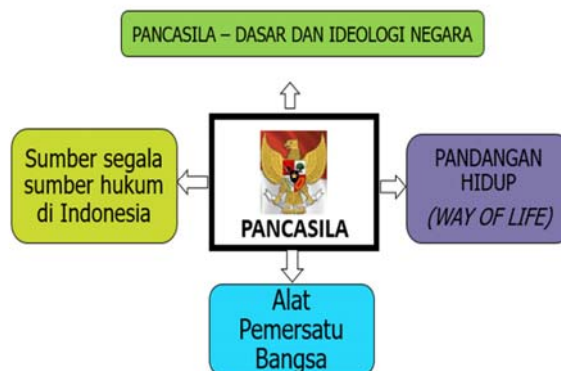 PANCASILA – DASAR DAN IDEOLOGI NEGARA
Sumber segala
sumber hukum
di Indonesia
PANCASILA
PANDANGAN
HIDUP
(WAY OF LIFE)
Alat
Pemersatu
Bangsa